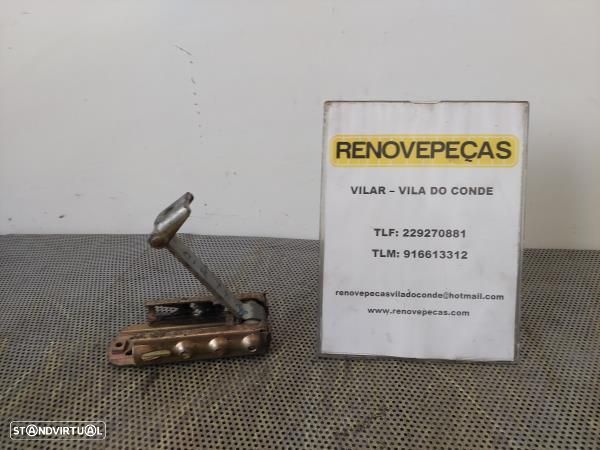 RENOVEPEÇAS
VILAR – VILA DO CONDE
TLF: 229270881
TLM: 916613312
renovepecasviladoconde@hotmail.com
www.renovepecas.com
STANDVIRTUAL